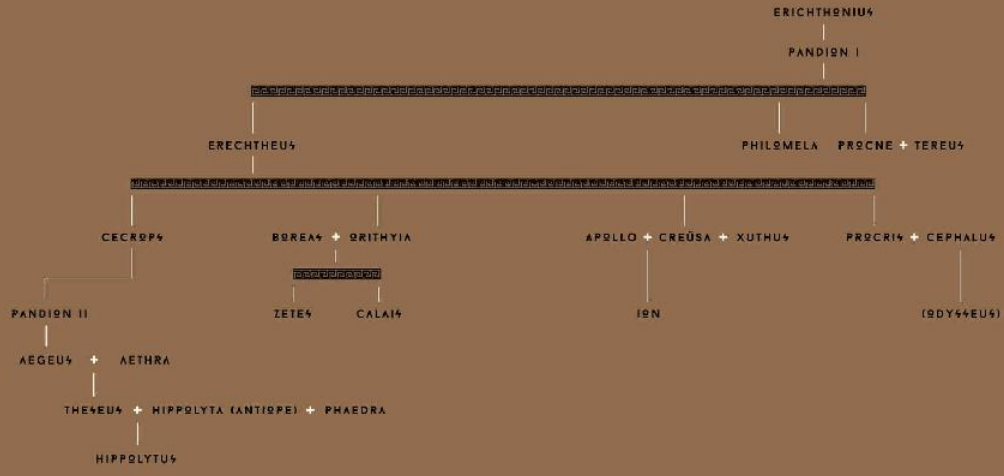 ERICHTHONIUS
PANDION I
ERECHTHEUS PHILOMELA PROCNE + TEREUS
CECROPS BOREAS + ORITHYIA APOLLO + CREÜSA + XUTHUS PROCRIS + CEPHALUS
PANDION II ZETES CALAIS ION (ODYSSEUS)
AEGEUS + AETHRA
THESEUS + HIPPOLYTA (ANTIOPE) + PHAEDRA
HIPPOLYTUS